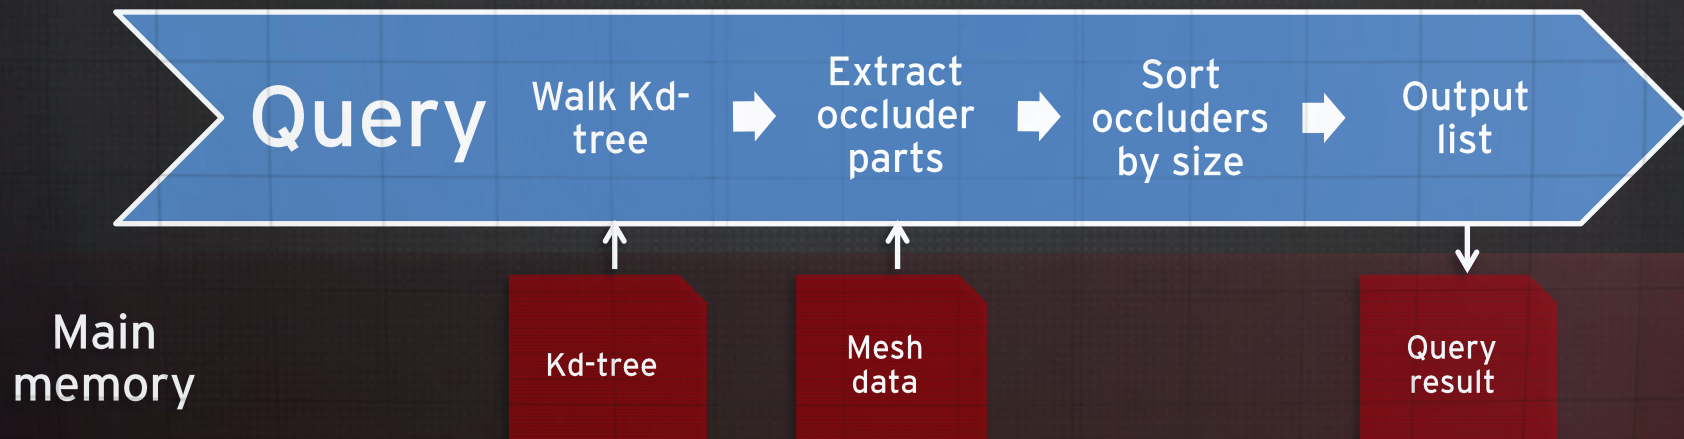 Query
Walk Kd-
tree
Extract
occluder
parts
Sort
occluders
by size
Output
list
Main
memory
Kd-tree
Mesh
data
Query
result